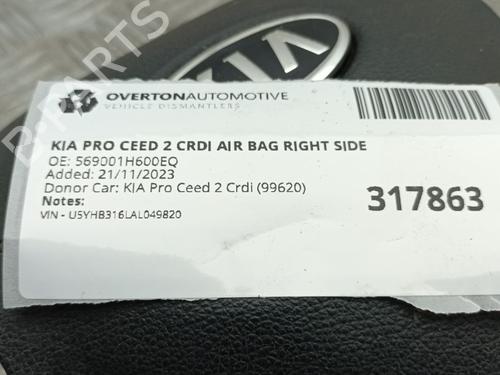 KIA
OVERTONAUTOMOTIVE
VEHICLE DISMANTLERS
KIA PRO CEED 2 CRDI AIR BAG RIGHT SIDE
OE: 569001H600EQ
Added: 21/11/2023
Donor Car: KIA Pro Ceed 2 Crdi (99620)
317863
Notes:
VIN - U5YHB316LAL049820
B-PARTS